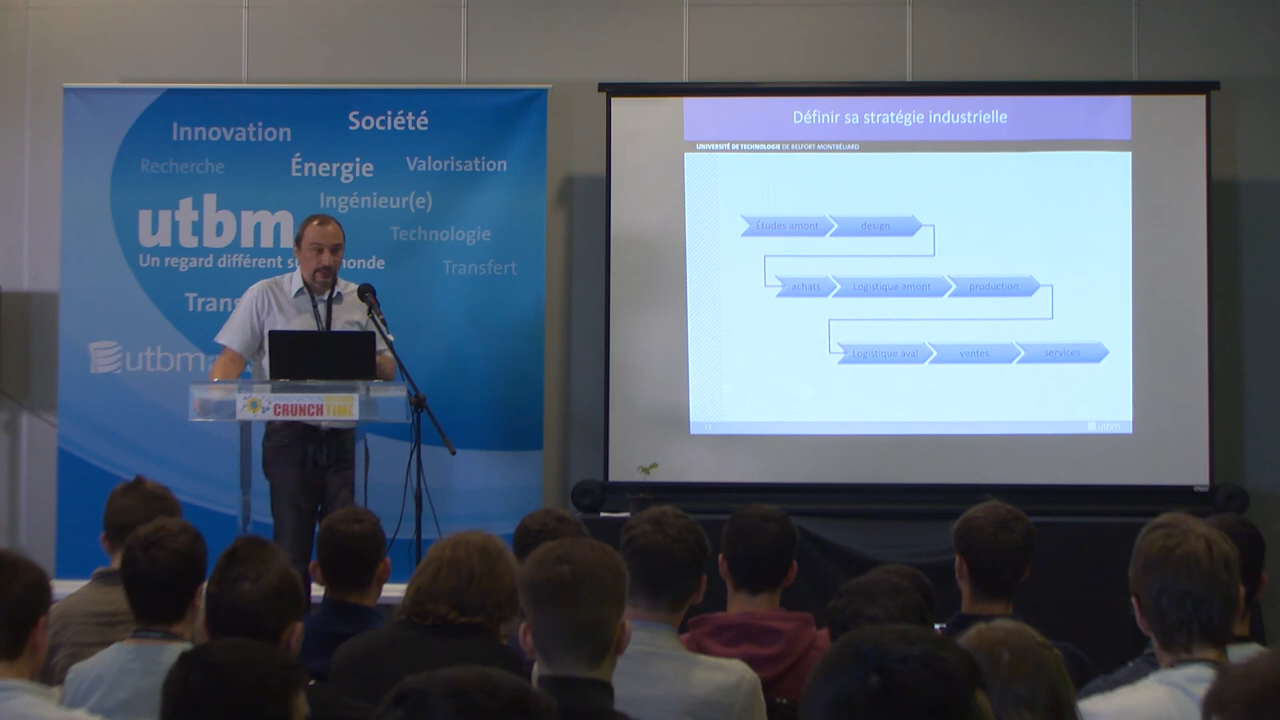 Innovation
Société
Recherche
Énergie
Valorisation
Ingénieur(e)
utbm
Technologie
Un regard différent su
monde
Transfert
Trans
utbm
CRUNCH TIME
Définir sa stratégie industrielle
UNIVERSITÉ DE TECHNOLOGIE DE BELFORT-MONTBÉLIARD
Études amont
design
achats
Logistique amont
production
Logistique aval
ventes
services
utbm